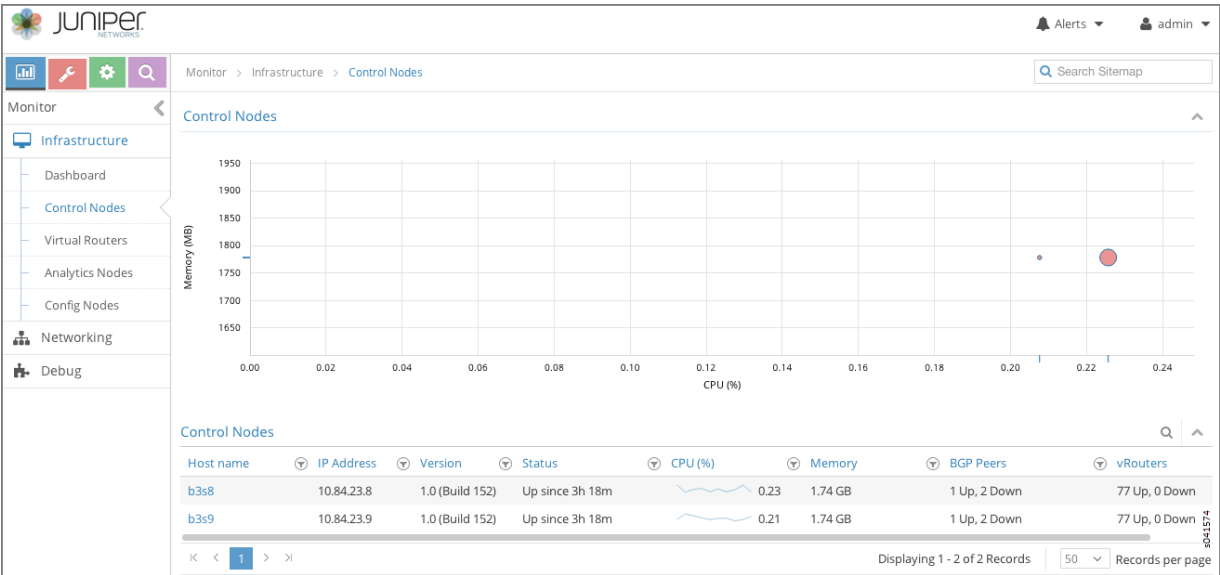 JUNIPER
NETWORKS
Alerts
admin
Monitor > Infrastructure > Control Nodes
Search Sitemap
Monitor
Infrastructure
Dashboard
Control Nodes
Virtual Routers
Analytics Nodes
Config Nodes
Networking
Debug
Control Nodes
Memory (MB)
1950
1900
1850
1800
1750
1700
1650
0.00 0.02 0.04 0.06 0.08 0.10 0.12 0.14 0.16 0.18 0.20 0.22 0.24
CPU (%)
Control Nodes
Host name IP Address Version Status CPU (%) Memory BGP Peers vRouters
b3s8 10.84.23.8 1.0 (Build 152) Up since 3h 18m 0.23 1.74 GB 1 Up, 2 Down 77 Up, 0 Down
b3s9 10.84.23.9 1.0 (Build 152) Up since 3h 18m 0.21 1.74 GB 1 Up, 2 Down 77 Up, 0 Down
1 Displaying 1 - 2 of 2 Records 50 Records per page
s041574